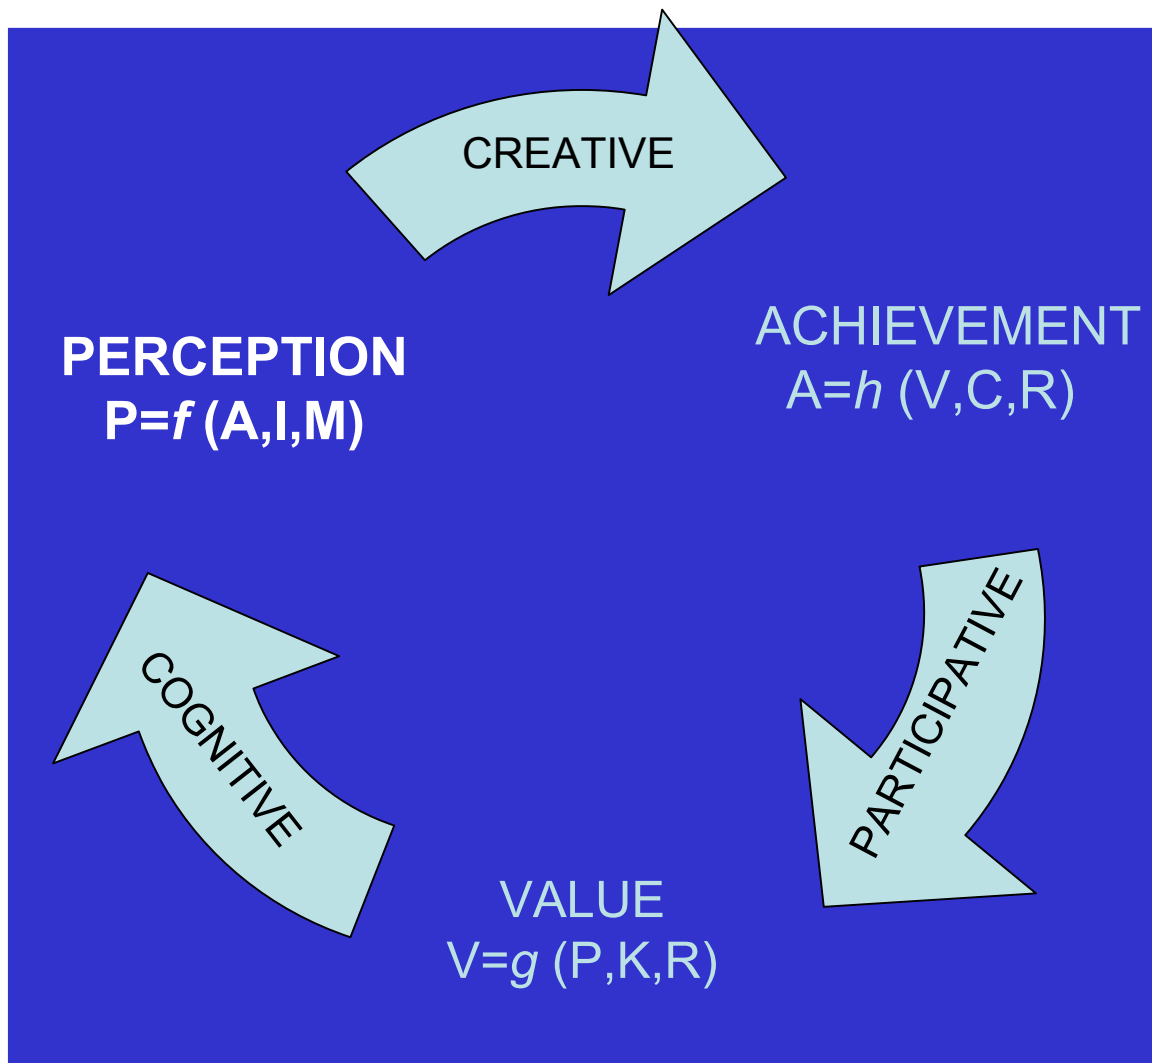 CREATIVE
ACHIEVEMENT
A=h (V,C,R)
PERCEPTION
P=f (A,I,M)
PARTICIPATIVE
COGNITIVE
VALUE
V=g (P,K,R)